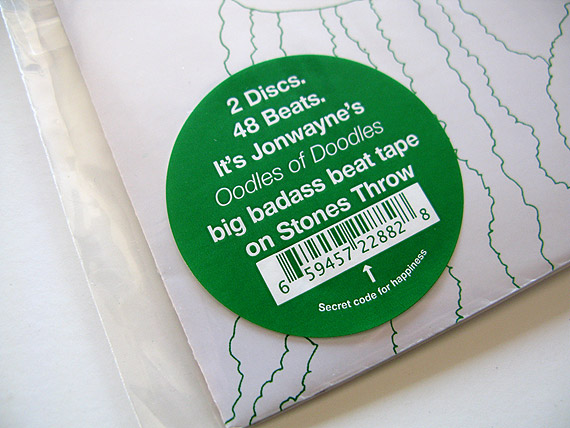 2 Discs.
48 Beats.
It's Jonwayne's
Oodles of Doodles
big badass beat tape
on Stones Throw
6 59457 22882 8
Secret code for happiness